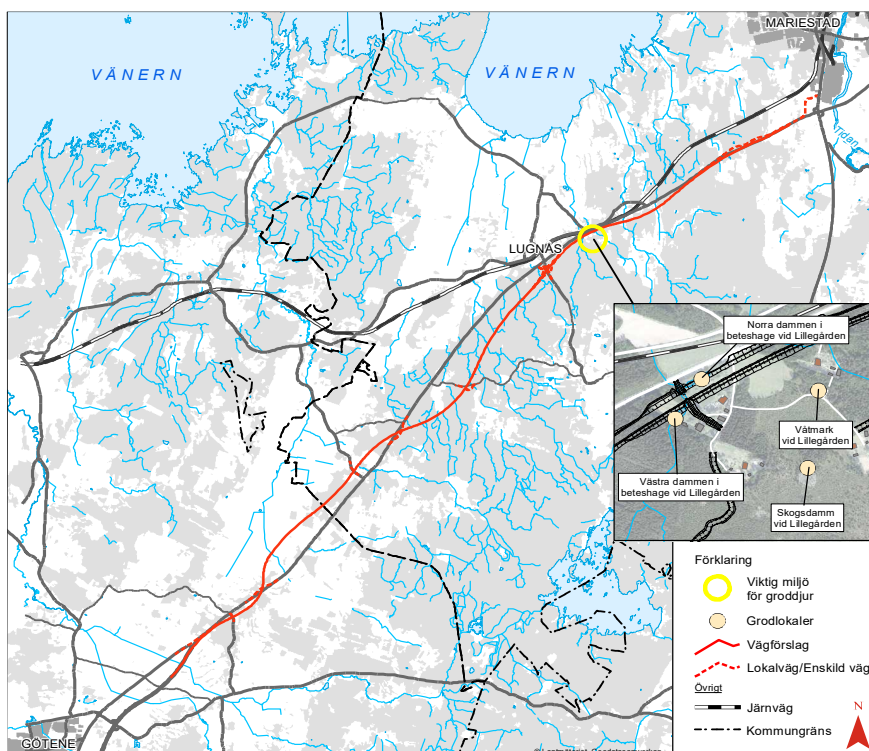 MARIESTAD
VÄNERN
VÄNERN
Tidan
LUGNÅS
Norra dammen i
beteshage vid Lillegården
Våtmark
vid Lillegården
Västra dammen i
beteshage vid Lillegården
Skogsdamm
vid Lillegården
Förklaring
Viktig miljö
för groddjur
Grodlokaler
Vägförslag
Lokalväg/Enskild väg
Övrigt
Järnväg
Kommungräns
N
GÖTENE